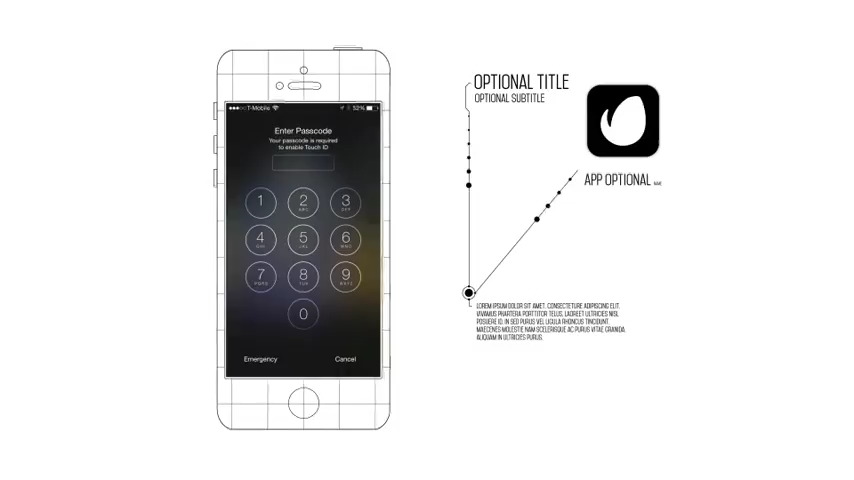 T-Mobile 52%
Enter Passcode
Your passcode is required
to enable Touch ID
1 2 3
ABC DEF
4 5 6
GHI JKL MNO
7 8 9
PQRS TUV WXYZ
0
Emergency Cancel
OPTIONAL TITLE
OPTIONAL SUBTITLE
APP OPTIONAL NAME
LOREM IPSUM DOLOR SIT AMET, CONSECTETURE ADIPISCING ELIT.
VIVAMUS PHARTERA PORTTITOR TELUS, LAOREET ULTRICIES NISL
POSUERE ID. IN SED PURUS VEL LIGULA RHONCUS TINCIDUNT.
MAECENES MOLESTIE NAM SCELERISQUE AC PURUS VITAE GRANIDA.
ALIQUAM IN ULTRICIES PURUS.